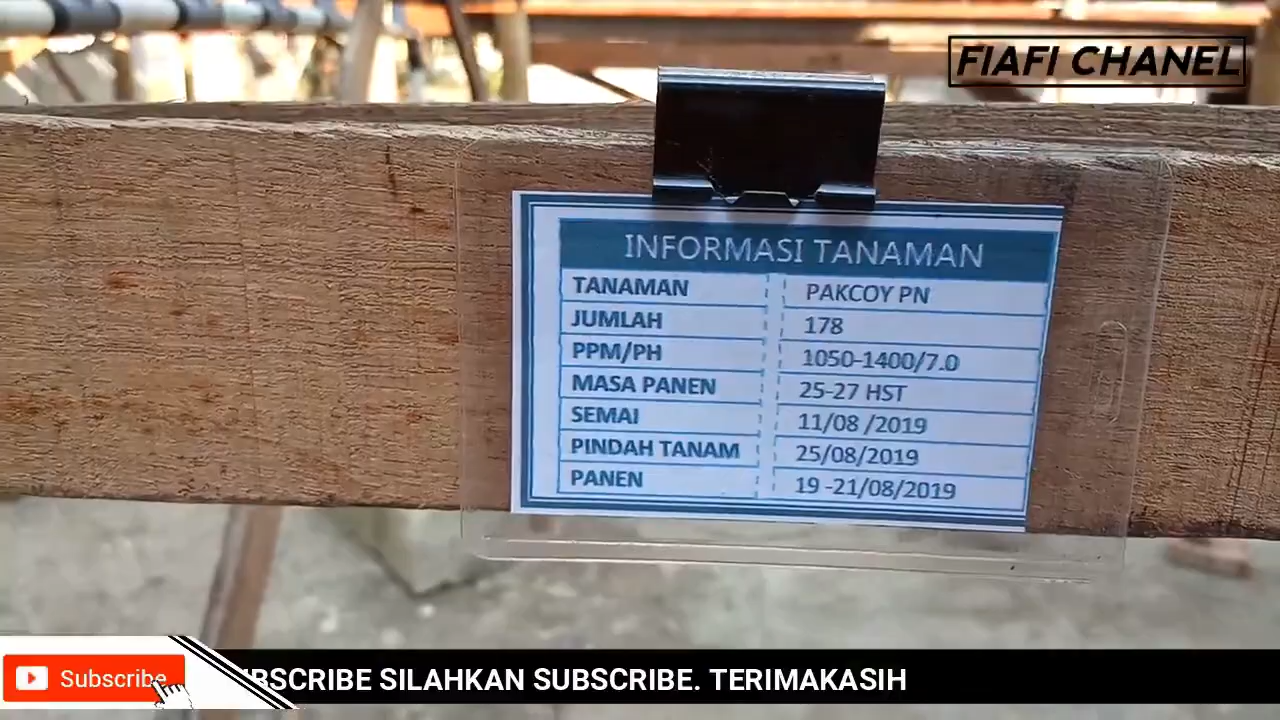 FIAFI CHANEL
INFORMASI TANAMAN
TANAMAN PAKCOY PN
JUMLAH 178
PPM/PH 1050-1400/7.0
MASA PANEN 25-27 HST
SEMAI 11/08 /2019
PINDAH TANAM 25/08/2019
PANEN 19 -21/08/2019
Subscribe
BSCRIBE SILAHKAN SUBSCRIBE. TERIMAKASIH